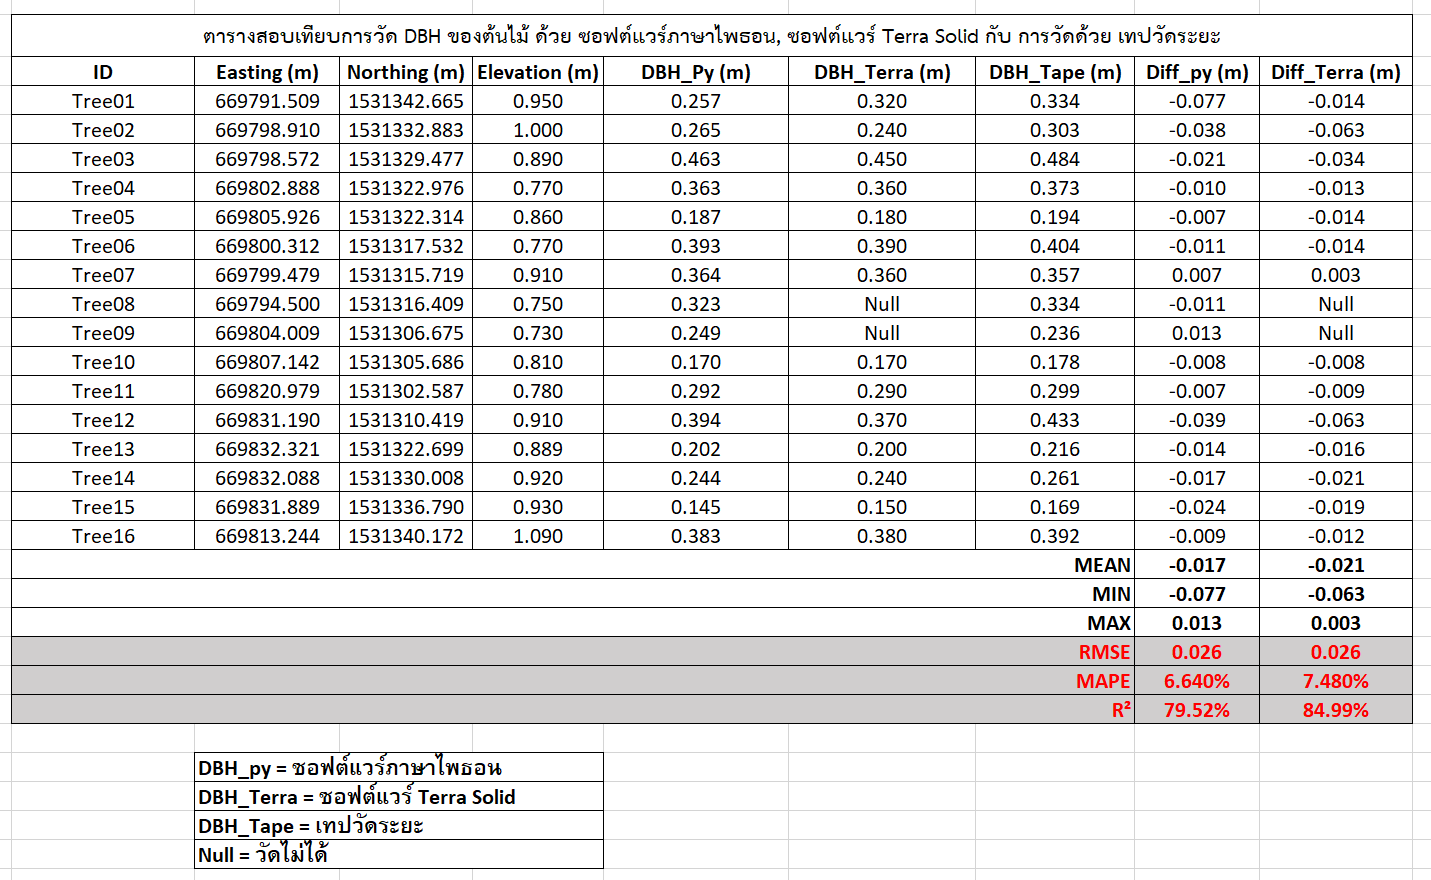 ตารางสอบเทียบการวัด DBH ของต้นไม้ ด้วย ซอฟต์แวร์ภาษาไพธอน, ซอฟต์แวร์ Terra Solid กับ การวัดด้วย เทปวัดระยะ
ID Easting (m) Northing (m) Elevation (m) DBH_Py (m) DBH_Terra (m) DBH_Tape (m) Diff_py (m) Diff_Terra (m)
Tree01 669791.509 1531342.665 0.950 0.257 0.320 0.334 -0.077 -0.014
Tree02 669798.910 1531332.883 1.000 0.265 0.240 0.303 -0.038 -0.063
Tree03 669798.572 1531329.477 0.890 0.463 0.450 0.484 -0.021 -0.034
Tree04 669802.888 1531322.976 0.770 0.363 0.360 0.373 -0.010 -0.013
Tree05 669805.926 1531322.314 0.860 0.187 0.180 0.194 -0.007 -0.014
Tree06 669800.312 1531317.532 0.770 0.393 0.390 0.404 -0.011 -0.014
Tree07 669799.479 1531315.719 0.910 0.364 0.360 0.357 0.007 0.003
Tree08 669794.500 1531316.409 0.750 0.323 Null 0.334 -0.011 Null
Tree09 669804.009 1531306.675 0.730 0.249 Null 0.236 0.013 Null
Tree10 669807.142 1531305.686 0.810 0.170 0.170 0.178 -0.008 -0.008
Tree11 669820.979 1531302.587 0.780 0.292 0.290 0.299 -0.007 -0.009
Tree12 669831.190 1531310.419 0.910 0.394 0.370 0.433 -0.039 -0.063
Tree13 669832.321 1531322.699 0.889 0.202 0.200 0.216 -0.014 -0.016
Tree14 669832.088 1531330.008 0.920 0.244 0.240 0.261 -0.017 -0.021
Tree15 669831.889 1531336.790 0.930 0.145 0.150 0.169 -0.024 -0.019
Tree16 669813.244 1531340.172 1.090 0.383 0.380 0.392 -0.009 -0.012
MEAN -0.017 -0.021
MIN -0.077 -0.063
MAX 0.013 0.003
RMSE 0.026 0.026
MAPE 6.640% 7.480%
R² 79.52% 84.99%
DBH_py = ซอฟต์แวร์ภาษาไพธอน
DBH_Terra = ซอฟต์แวร์ Terra Solid
DBH_Tape = เทปวัดระยะ
Null = วัดไม่ได้